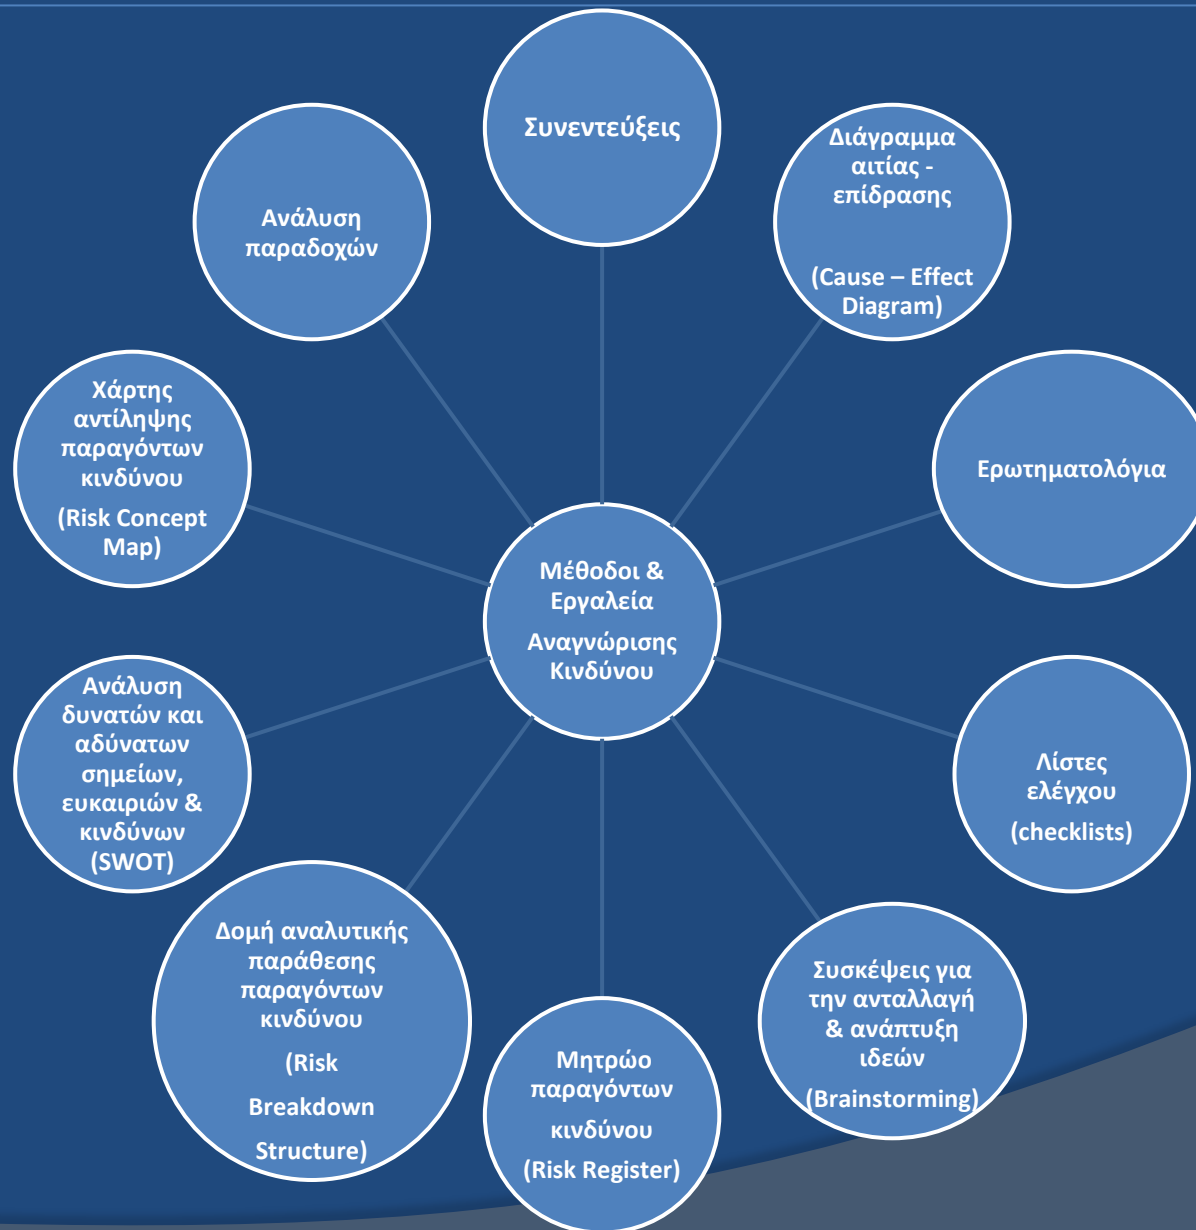 Συνεντεύξεις
Διάγραμμα
αιτίας -
επίδρασης
(Cause – Effect
Diagram)
Ανάλυση
παραδοχών
Χάρτης
αντίληψης
παραγόντων
κινδύνου
(Risk Concept
Map)
Ερωτηματολόγια
Μέθοδοι &
Εργαλεία
Αναγνώρισης
Κινδύνου
Ανάλυση
δυνατών και
αδύνατων
σημείων,
ευκαιριών &
κινδύνων
(SWOT)
Λίστες
ελέγχου
(checklists)
Δομή αναλυτικής
παράθεσης
παραγόντων
κινδύνου
(Risk
Breakdown
Structure)
Συσκέψεις για
την ανταλλαγή
& ανάπτυξη
ιδεών
(Brainstorming)
Μητρώο
παραγόντων
κινδύνου
(Risk Register)